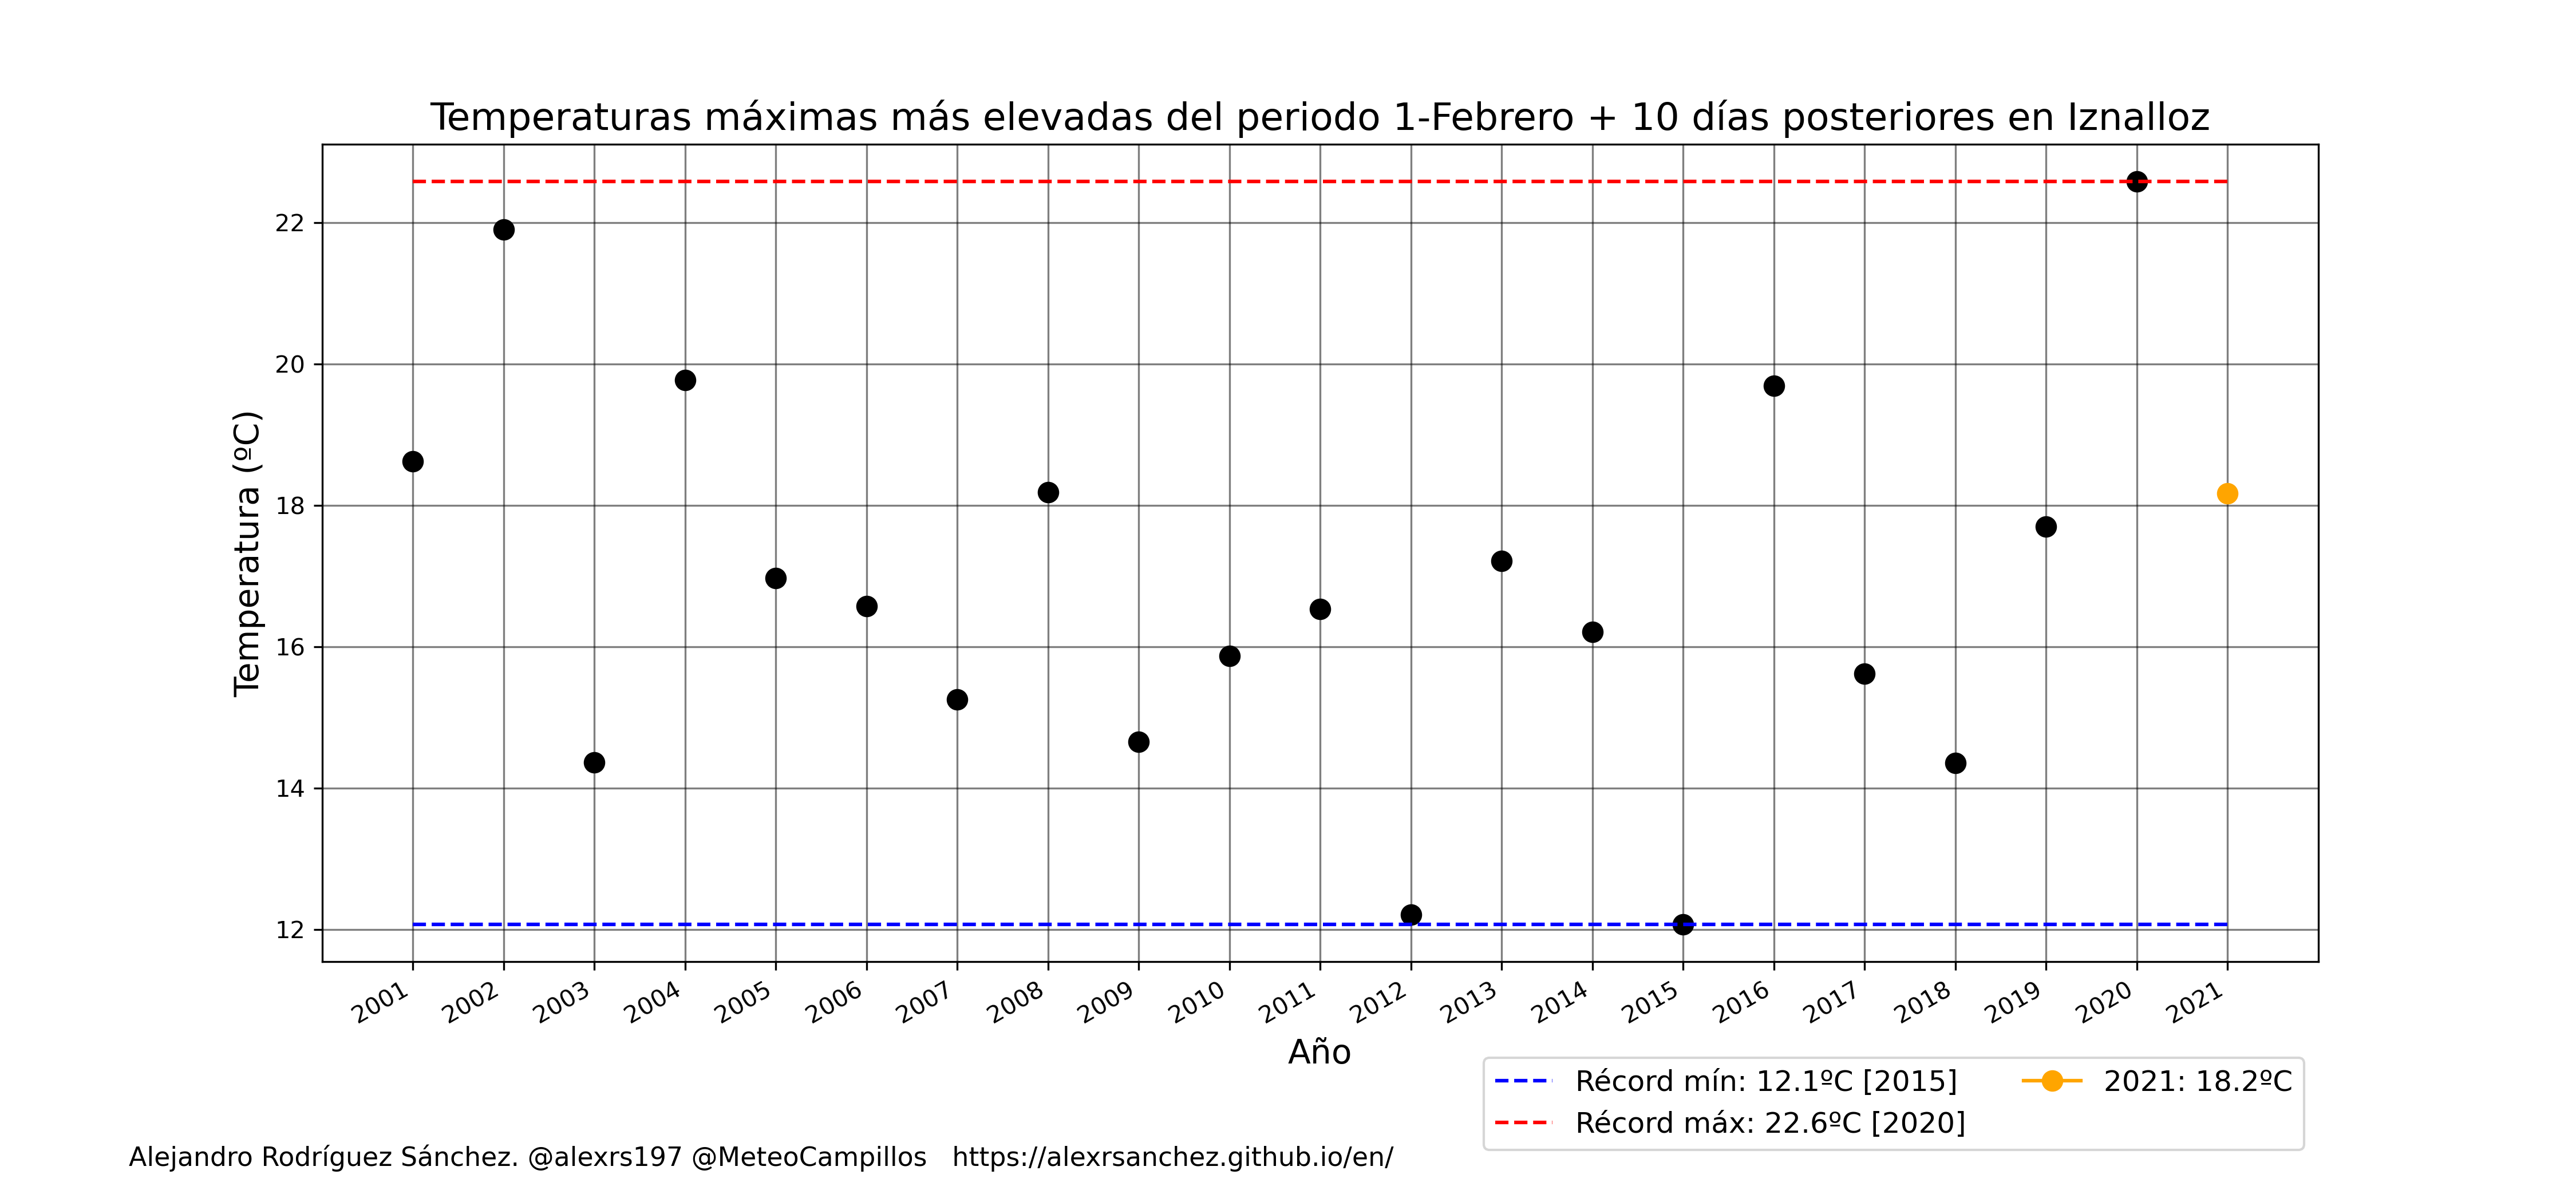 Temperaturas máximas más elevadas del periodo 1-Febrero + 10 días posteriores en Iznalloz
Temperatura (ºC)
22
20
18
16
14
12
2001 2002 2003 2004 2005 2006 2007 2008 2009 2010 2011 2012 2013 2014 2015 2016 2017 2018 2019 2020 2021
Año
Récord mín: 12.1ºC [2015]
Récord máx: 22.6ºC [2020]
2021: 18.2ºC
Alejandro Rodríguez Sánchez. @alexrs197 @MeteoCampillos https://alexrsanchez.github.io/en/